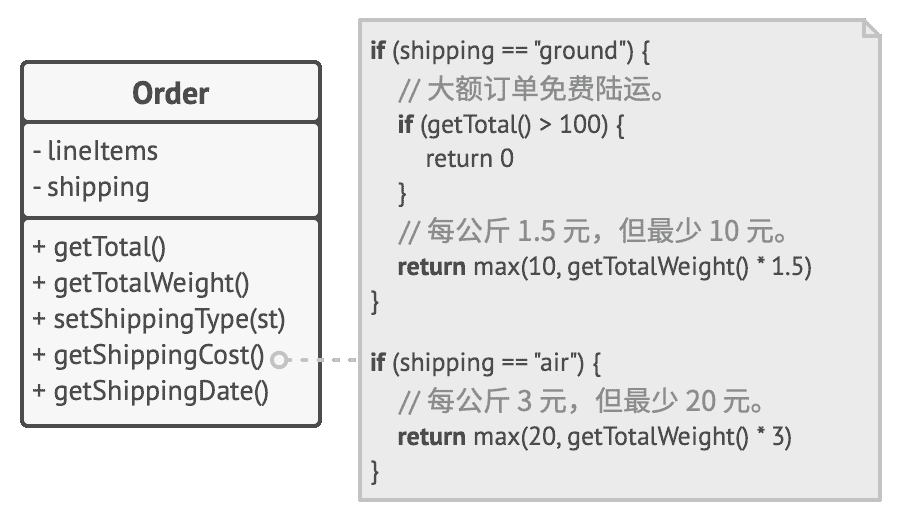 Order
- lineItems
- shipping
+ getTotal()
+ getTotalWeight()
+ setShippingType(st)
+ getShippingCost()
+ getShippingDate()
if (shipping == "ground") {
// 大额订单免费陆运。
if (getTotal() > 100) {
return 0
}
// 每公斤 1.5 元，但最少 10 元。
return max(10, getTotalWeight() * 1.5)
}
if (shipping == "air") {
// 每公斤 3 元，但最少 20 元。
return max(20, getTotalWeight() * 3)
}